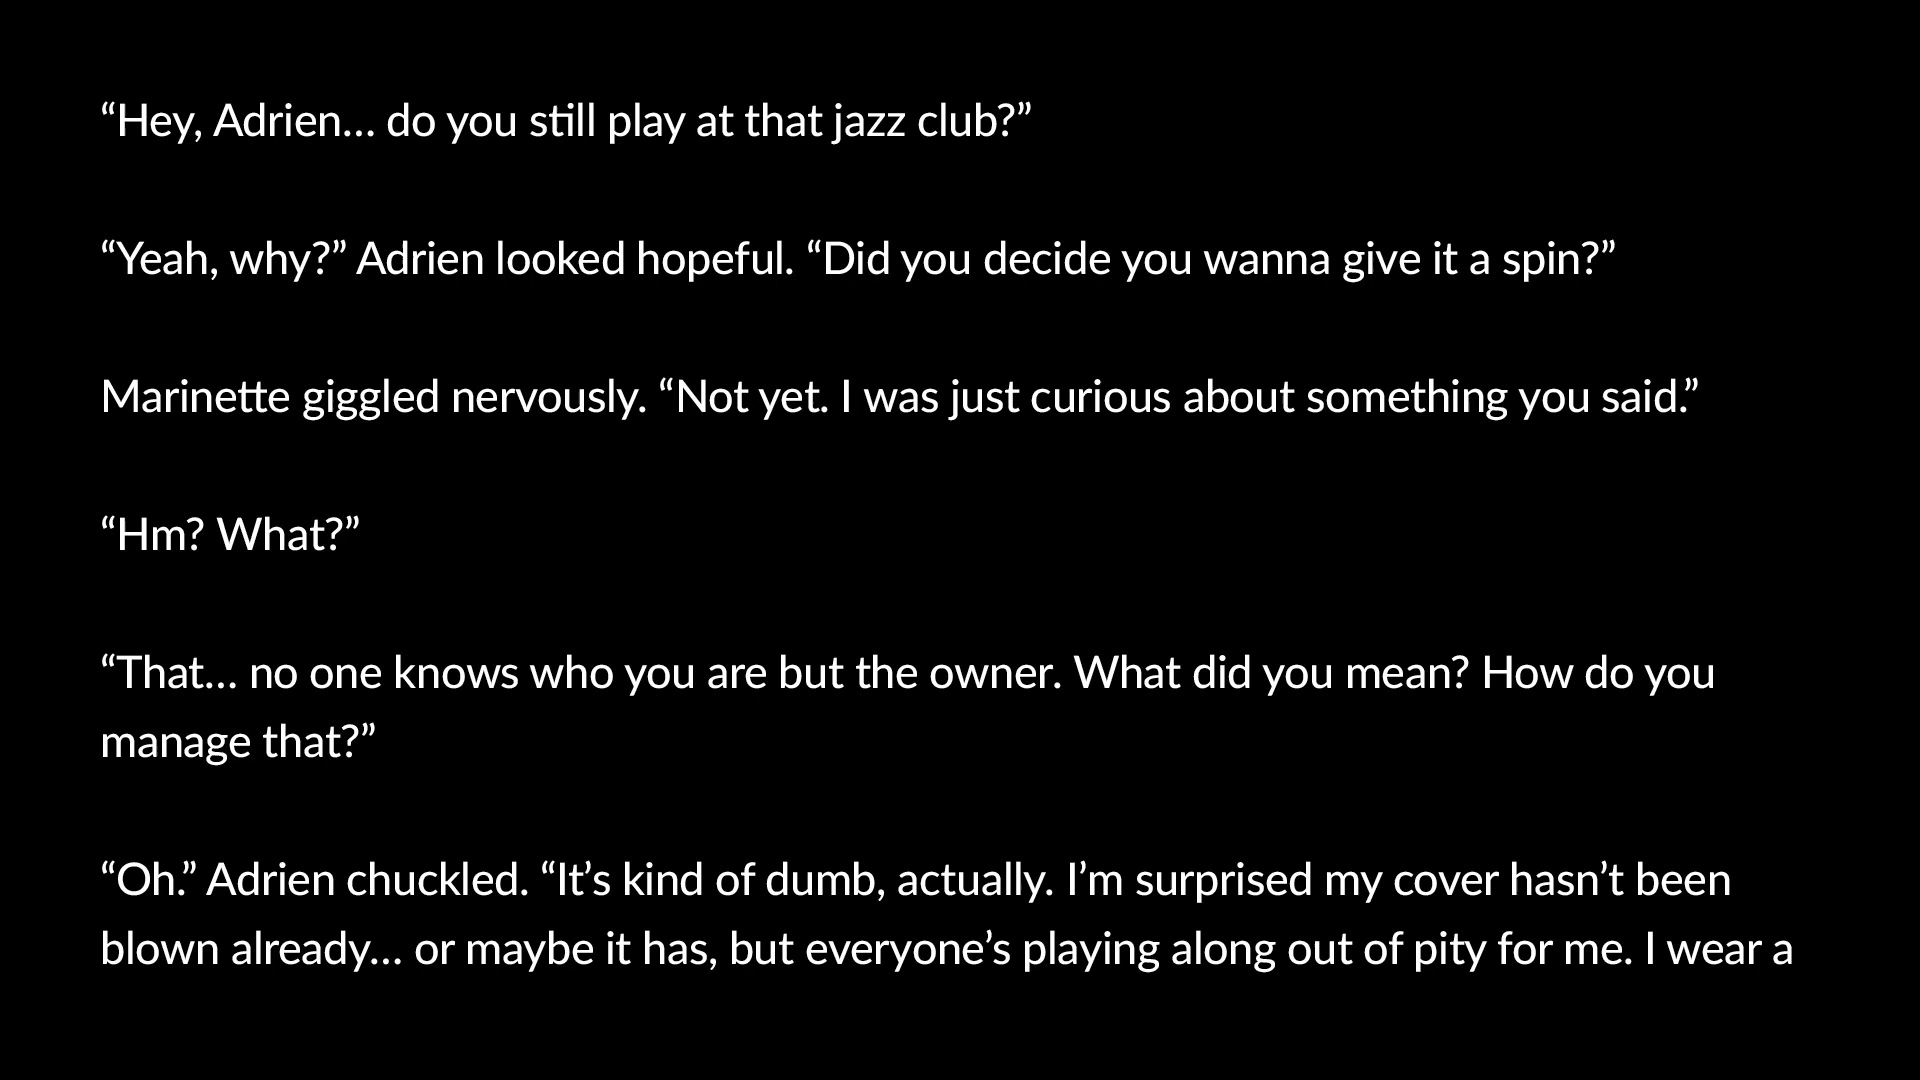 “Hey, Adrien… do you still play at that jazz club?”
“Yeah, why?” Adrien looked hopeful. “Did you decide you wanna give it a spin?”
Marinette giggled nervously. “Not yet. I was just curious about something you said.”
“Hm? What?”
“That… no one knows who you are but the owner. What did you mean? How do you
manage that?”
“Oh.” Adrien chuckled. “It’s kind of dumb, actually. I’m surprised my cover hasn’t been
blown already… or maybe it has, but everyone’s playing along out of pity for me. I wear a